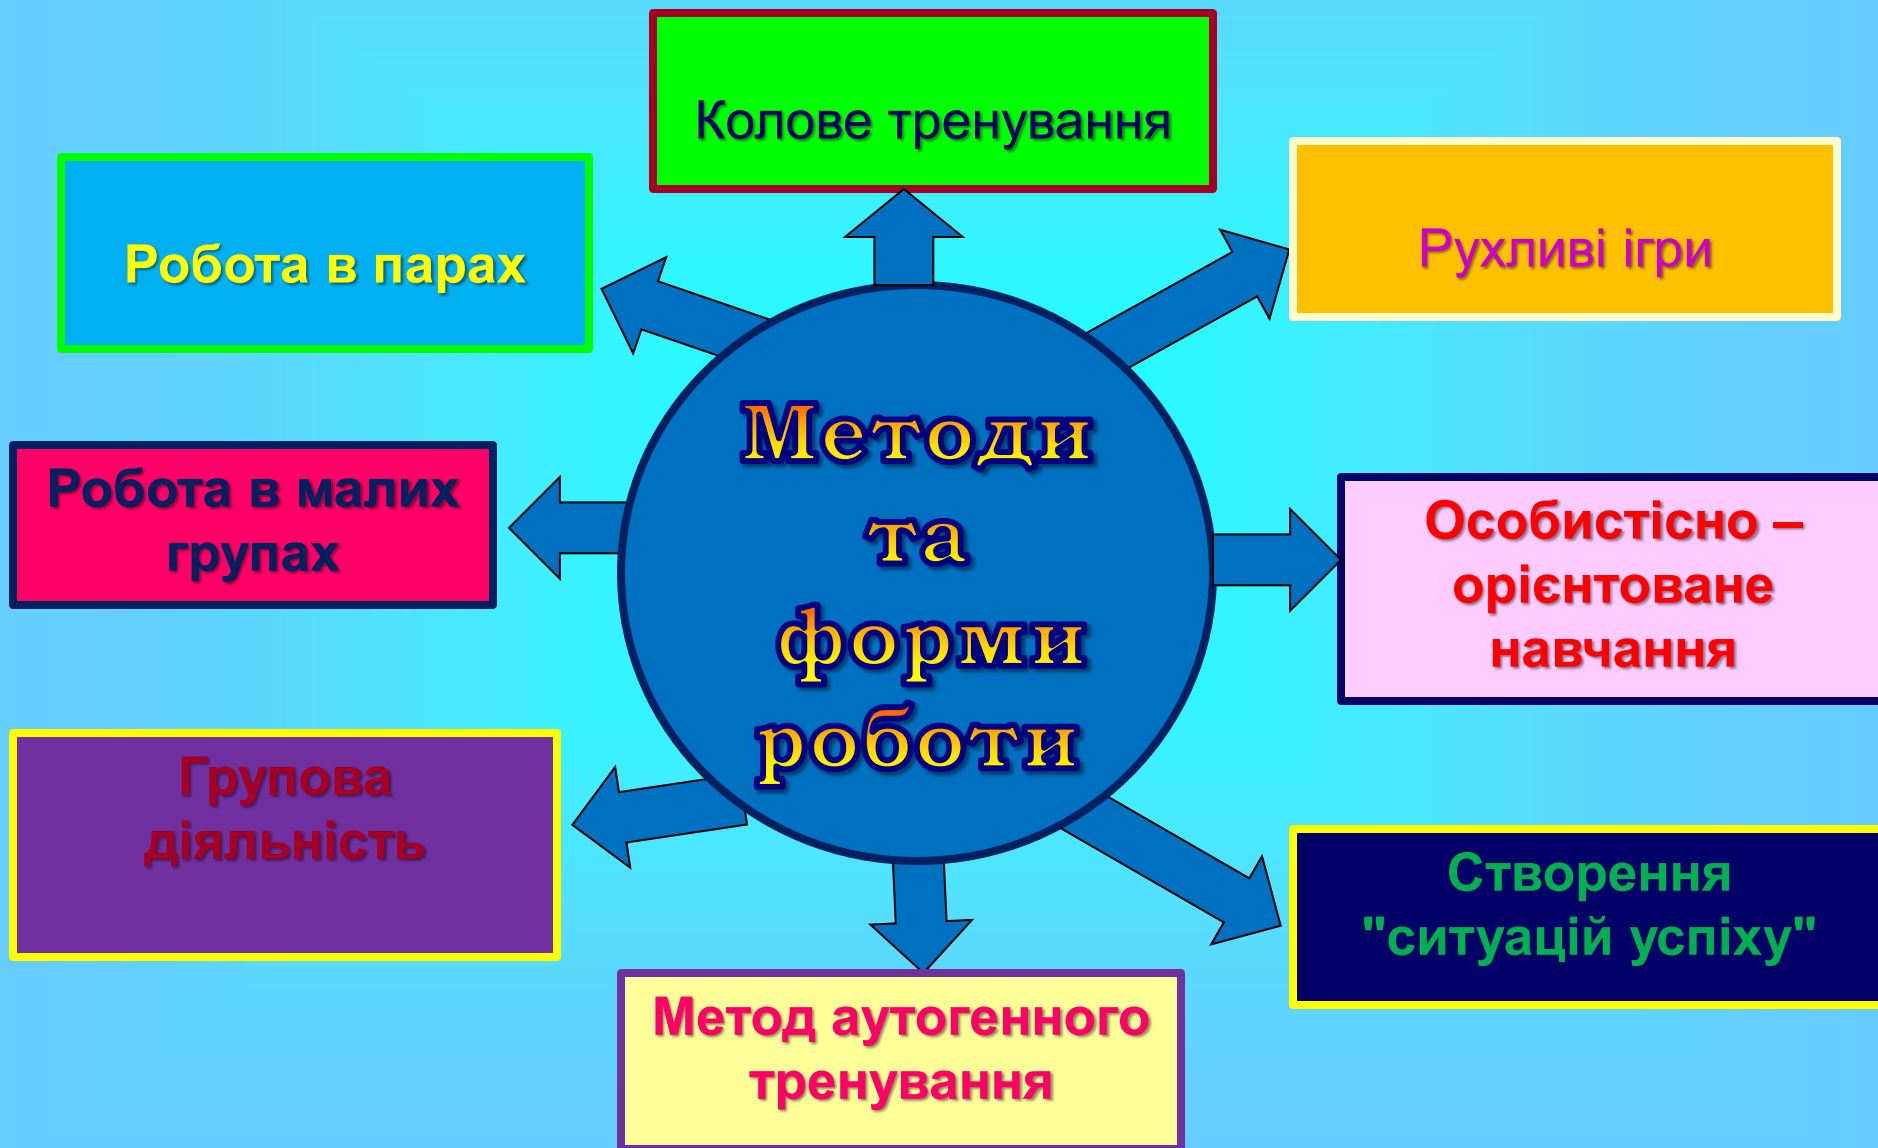 Колове тренування
Робота в парах
Рухливі ігри
Методи
та
форми
роботи
Робота в малих
групах
Особистісно –
орієнтоване
навчання
Групова
діяльність
Створення
"ситуацій успіху"
Метод аутогенного
тренування